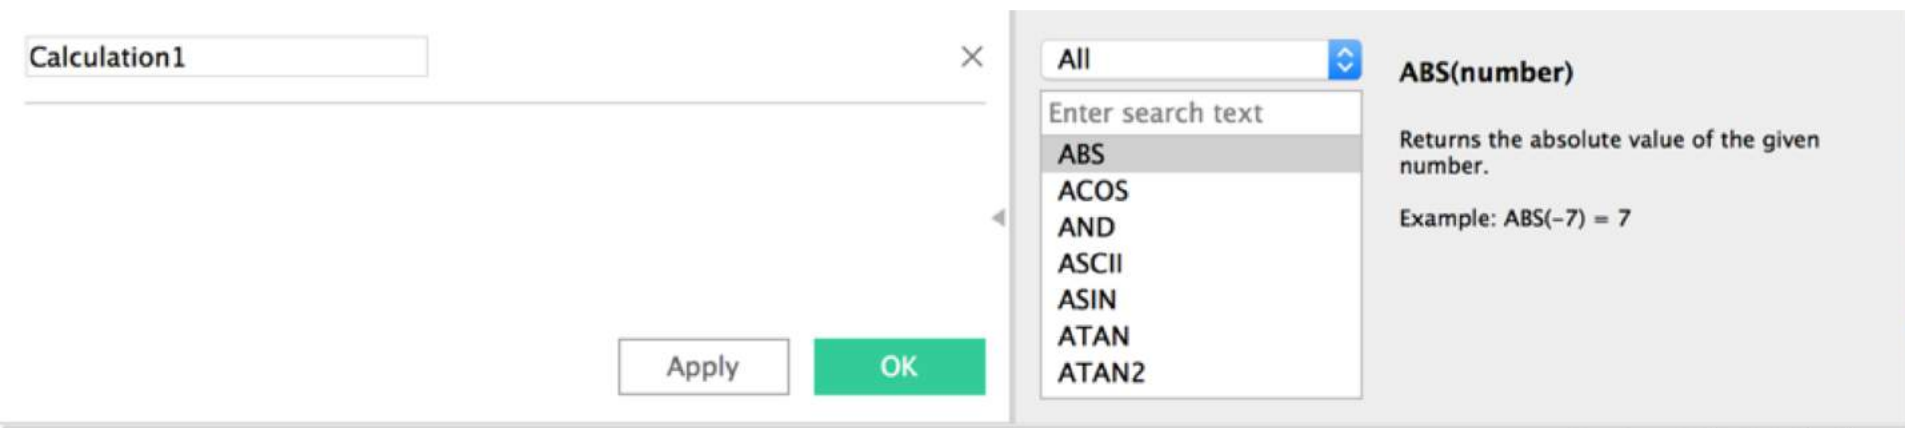 Calculation1
Apply
OK
All
Enter search text
ABS
ACOS
AND
ASCII
ASIN
ATAN
ATAN2
ABS(number)
Returns the absolute value of the given
number.
Example: ABS(-7) = 7